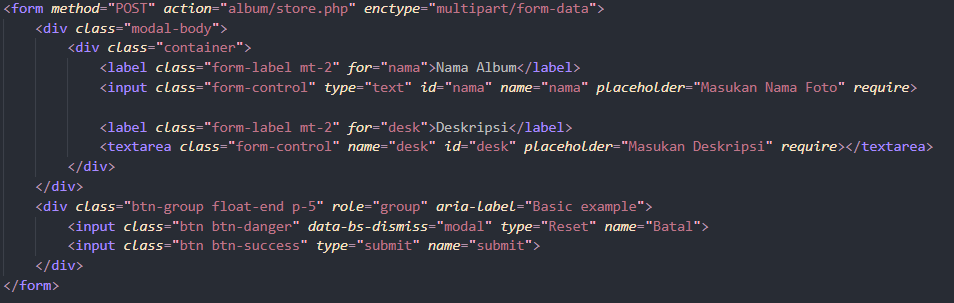 <form method="POST" action="album/store.php" enctype="multipart/form-data">
    <div class="modal-body">
        <div class="container">
            <label class="form-label mt-2" for="nama">Nama Album</label>
            <input class="form-control" type="text" id="nama" name="nama" placeholder="Masukan Nama Foto" require>

            <label class="form-label mt-2" for="desk">Deskripsi</label>
            <textarea class="form-control" name="desk" id="desk" placeholder="Masukan Deskripsi" require></textarea>
        </div>
    </div>
    <div class="btn-group float-end p-5" role="group" aria-label="Basic example">
        <input class="btn btn-danger" data-bs-dismiss="modal" type="Reset" name="Batal">
        <input class="btn btn-success" type="submit" name="submit">
    </div>
</form>